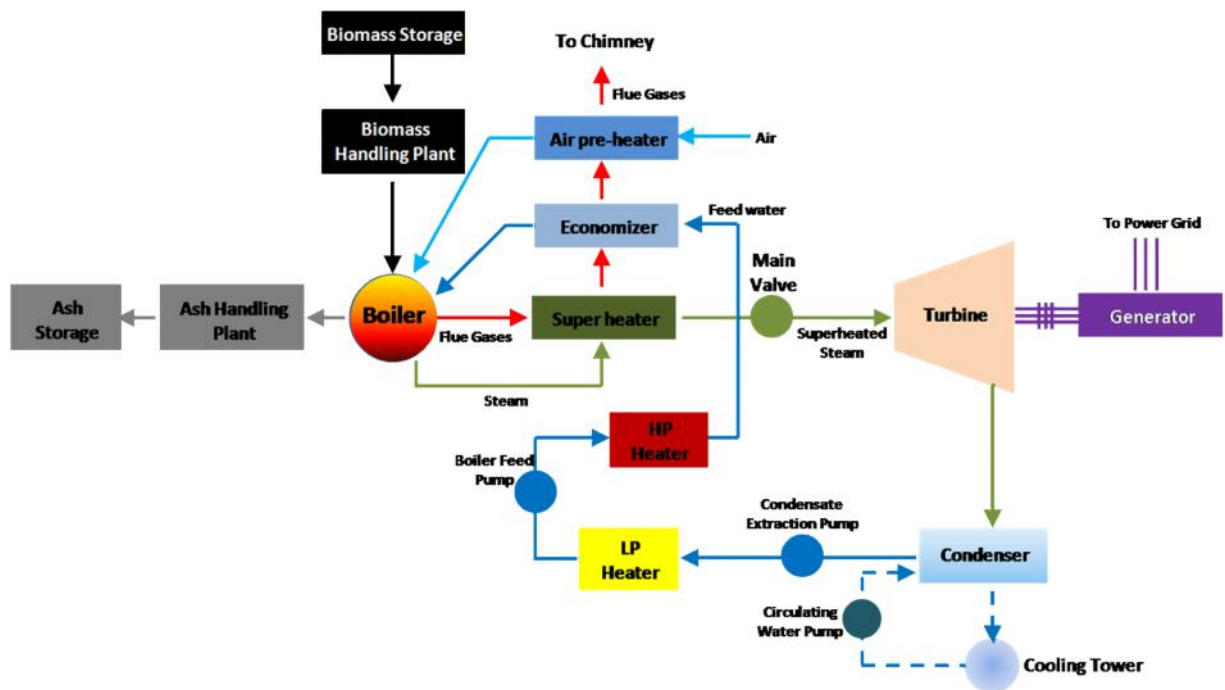 Biomass Storage
To Chimney
Flue Gases
Biomass
Handling Plant
Air pre-heater
Air
Economizer
Feed water
To Power Grid
Main
Valve
Ash
Storage
Ash Handling
Plant
Boiler
Flue Gases
Super heater
Superheated
Steam
Turbine
Generator
Steam
HP
Heater
Boiler Feed
Pump
Condensate
Extraction Pump
LP
Heater
Condenser
Circulating
Water Pump
Cooling Tower